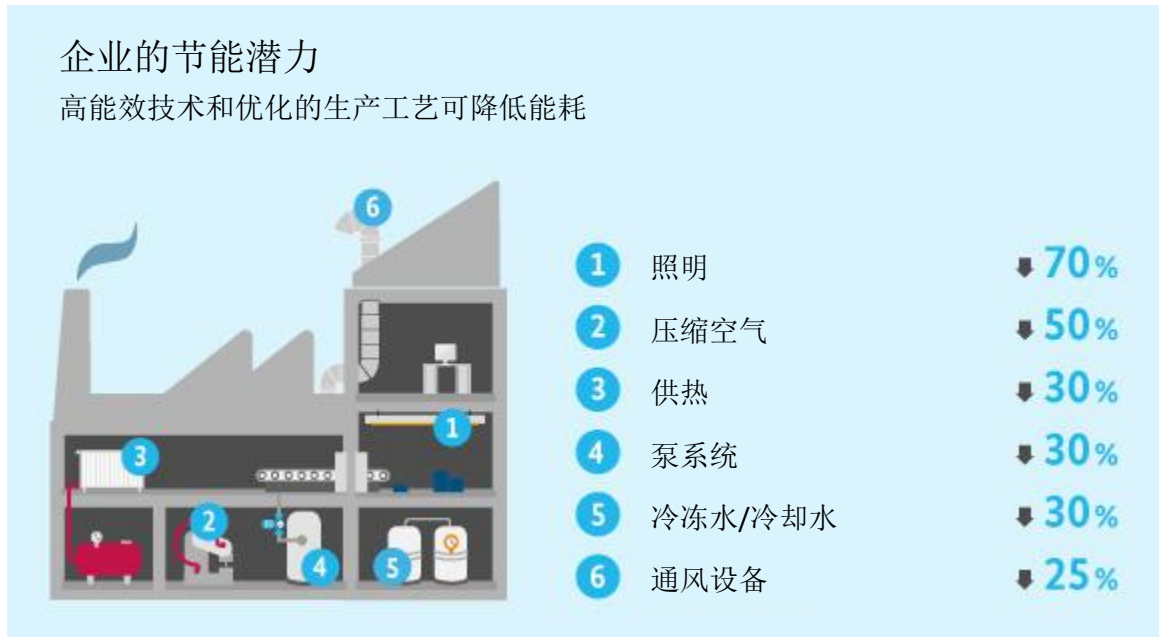 企业的节能潜力
高能效技术和优化的生产工艺可降低能耗
6
3
1
2
4
5
1 照明 70%
2 压缩空气 50%
3 供热 30%
4 泵系统 30%
5 冷冻水/冷却水 30%
6 通风设备 25%